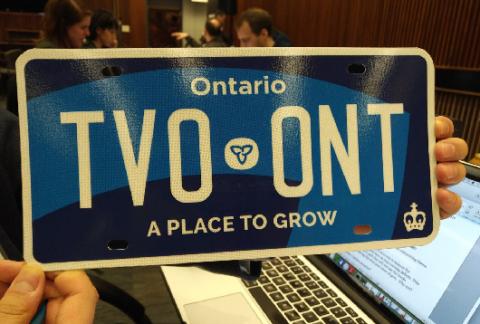 Ontario
TVO ONT
A PLACE TO GROW